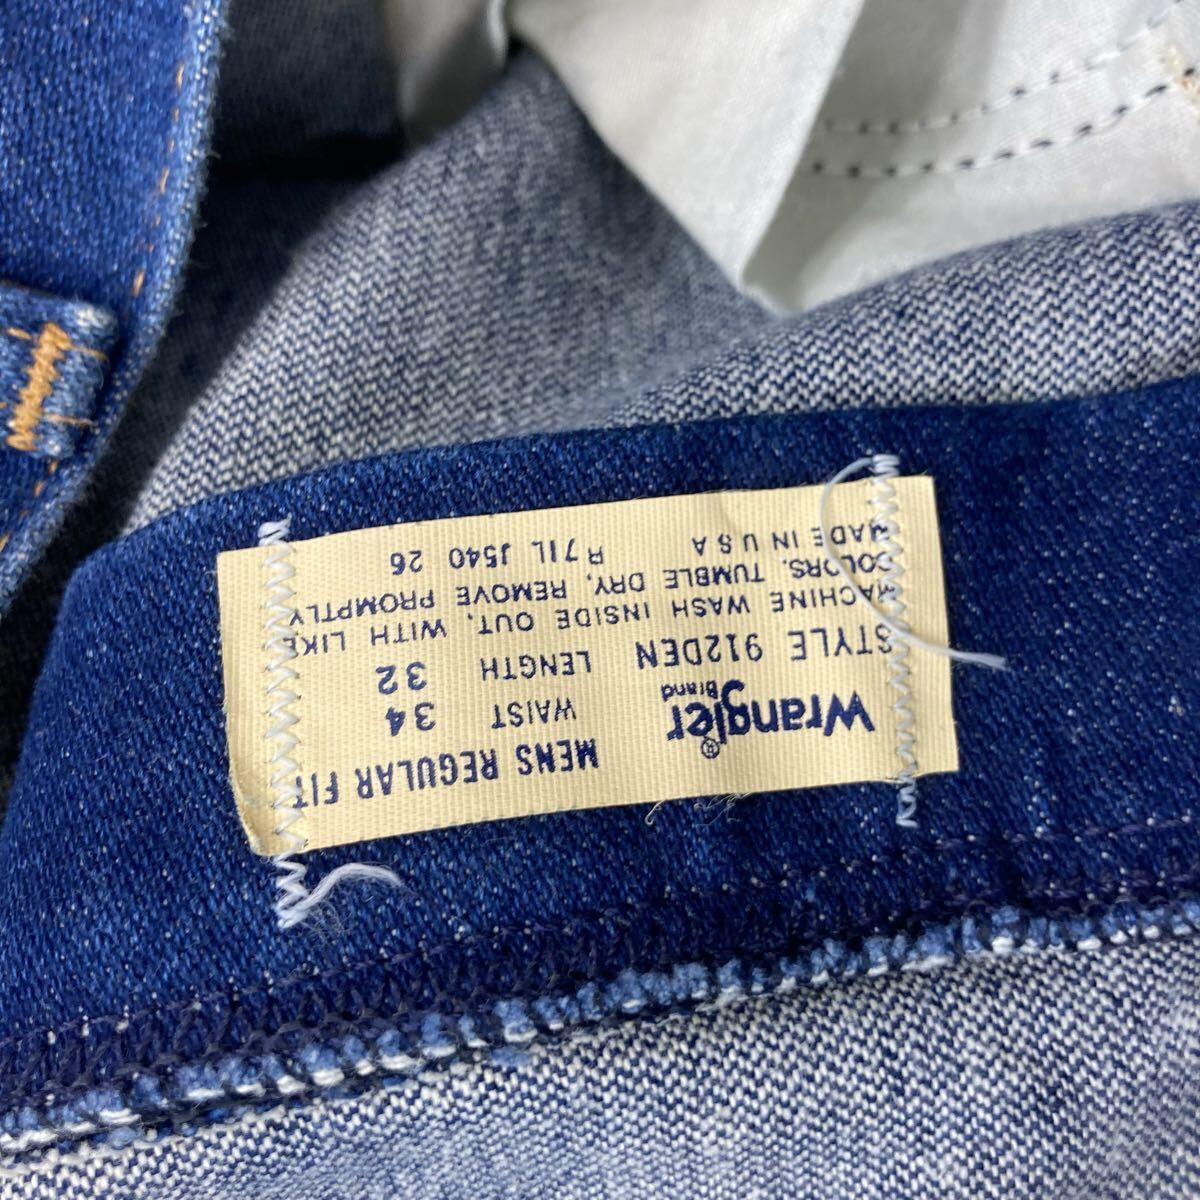 MENS REGULAR FIT
Wrangler®
Brand
WAIST 34
LENGTH 32
STYLE 912DEN
MACHINE WASH INSIDE OUT, WITH LIKE
COLORS. TUMBLE DRY, REMOVE PROMPTLY
MADE IN U S A R 71L J540 26